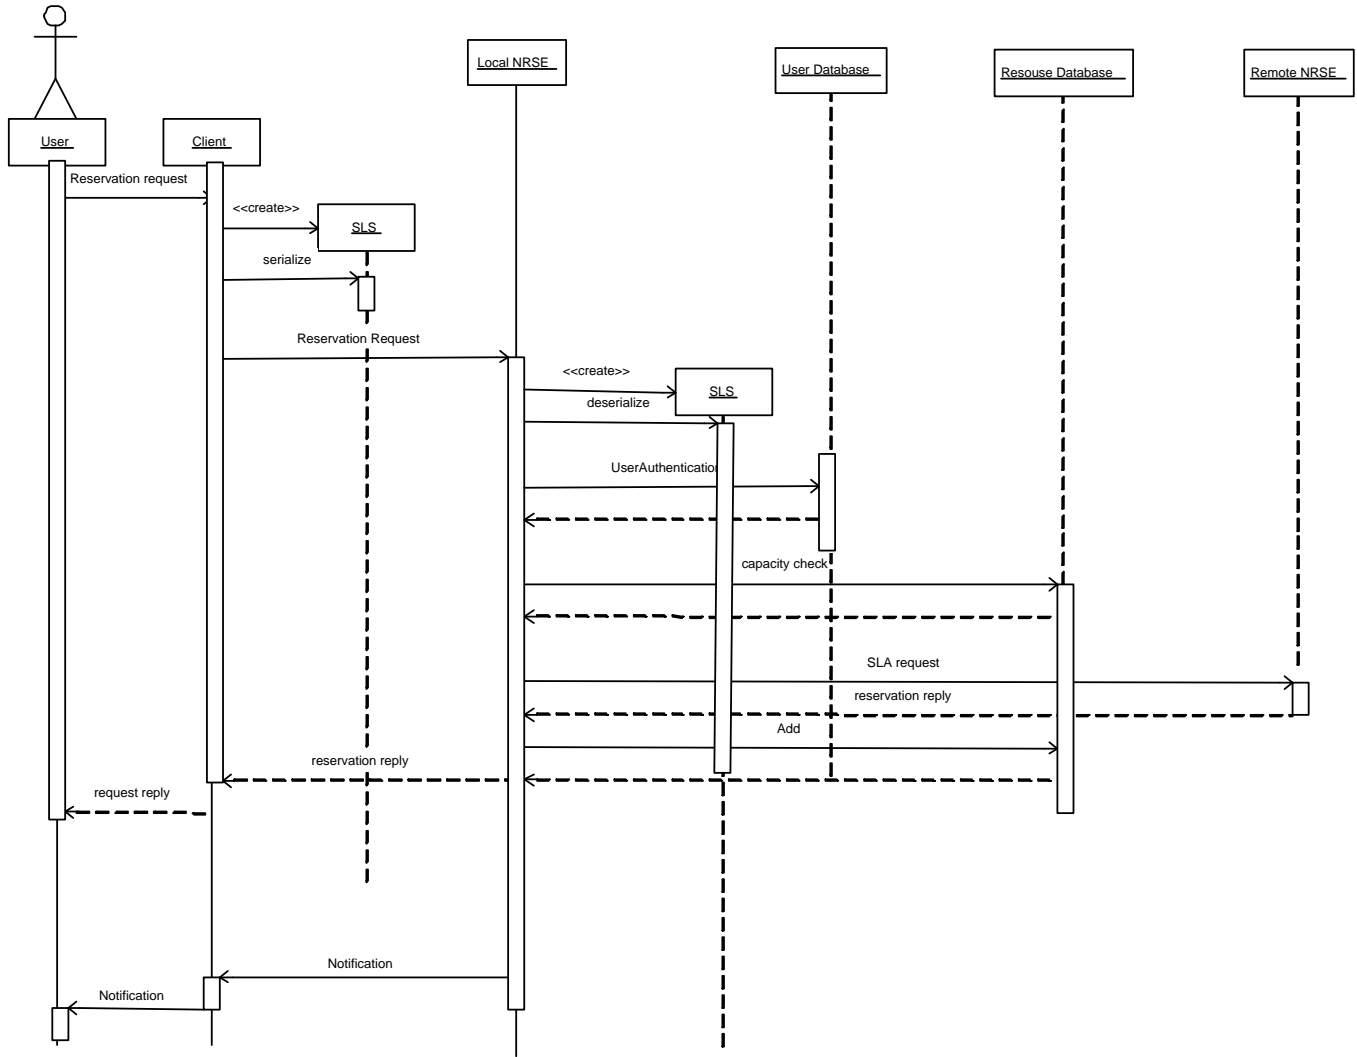 Local NRSE
User Database
Resouse Database
Remote NRSE
User
Client
Reservation request
<<create>>
SLS
serialize
Reservation Request
<<create>>
SLS
deserialize
UserAuthentication
capacity check
SLA request
reservation reply
Add
reservation reply
request reply
Notification
Notification